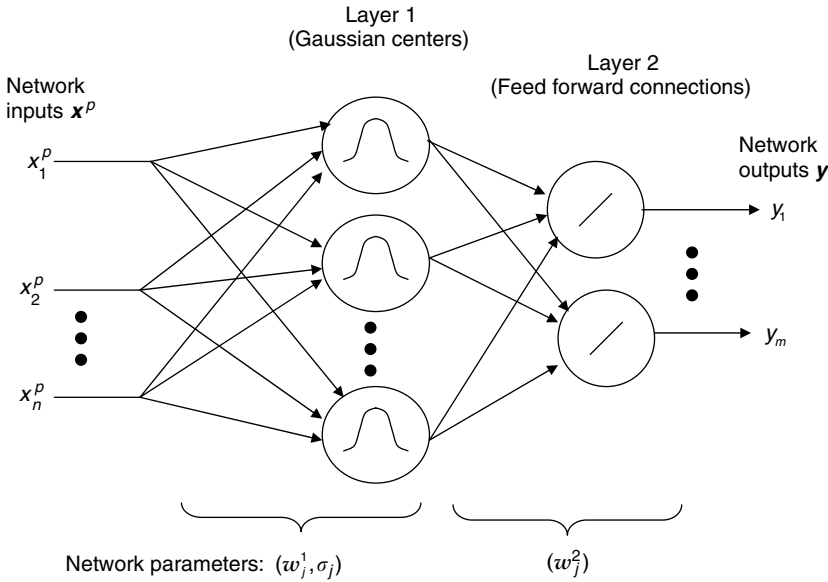 Layer 1
(Gaussian centers)
Layer 2
(Feed forward connections)
Network
inputs x^p
Network
outputs y
x_1^p
x_2^p
x_n^p
y_1
y_m
Network parameters: (w_j^1, σ_j)
(w_j^2)